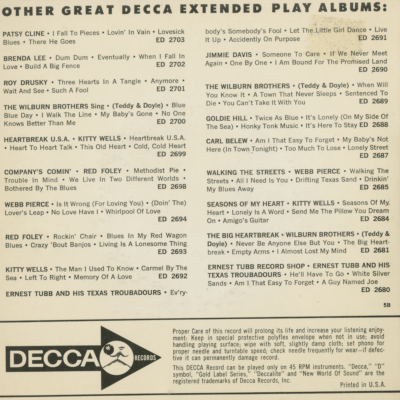 OTHER GREAT DECCA EXTENDED PLAY ALBUMS:
PATSY CLINE • I Fall To Pieces • Lovin' In Vain • Lovesick
Blues • There He Goes ED 2703
BRENDA LEE • Dum Dum • Eventually • When I Fall In
Love • Build A Big Fence ED 2702
ROY DRUSKY • Three Hearts In A Tangle • Anymore •
Wait And See • Such A Fool ED 2701
THE WILBURN BROTHERS Sing • (Teddy & Doyle) • Blue
Blue Day • I Walk The Line • My Baby's Gone • No One
Knows Better Than Me ED 2700
HEARTBREAK U.S.A. • KITTY WELLS • Heartbreak U.S.A.
• Heart To Heart Talk • This Old Heart • Cold, Cold Heart
ED 2699
COMPANY'S COMIN' • RED FOLEY • Methodist Pie •
Trouble In Mind • We Live In Two Different Worlds •
Bothered By The Blues ED 2698
WEBB PIERCE • Is It Wrong (For Loving You) • (Doin' The)
Lover's Leap • No Love Have I • Whirlpool Of Love
ED 2694
RED FOLEY • Rockin' Chair • Blues In My Red Wagon
Blues • Crazy 'Bout Banjos • Living Is A Lonesome Thing
ED 2693
KITTY WELLS • The Man I Used To Know • Carmel By The
Sea • Left To Right • Memory Of A Love ED 2692
ERNEST TUBB AND HIS TEXAS TROUBADOURS • Ev'ry-
body's Somebody's Fool • Let The Little Girl Dance • Live
It Up • Accidently On Purpose ED 2691
JIMMIE DAVIS • Someone To Care • If We Never Meet
Again • One By One • I Am Bound For The Promised Land
ED 2690
THE WILBURN BROTHERS • (Teddy & Doyle) • When Will
You Know It • A Town That Never Sleeps • Sentenced To
Die • You Can't Take It With You ED 2689
GOLDIE HILL • Twice As Blue • It's Lonely (On My Side Of
The Sea) • Honky Tonk Music • It's Here To Stay ED 2688
CARL BELEW • Am I That Easy To Forget • My Baby's Not
Here (In Town Tonight) • Too Much To Lose • Lonely Street
ED 2687
WALKING THE STREETS • WEBB PIERCE • Walking The
Streets • All I Need Is You • Drifting Texas Sand • Drinkin'
My Blues Away ED 2685
SEASONS OF MY HEART • KITTY WELLS • Seasons Of My
Heart • Lonely Is A Word • Send Me The Pillow You Dream
On • Amigo's Guitar ED 2684
THE BIG HEARTBREAK • WILBURN BROTHERS • (Teddy &
Doyle) • Never Be Anyone Else But You • The Big Heart-
break • Empty Arms • I Almost Lost My Mind ED 2681
ERNEST TUBB RECORD SHOP • ERNEST TUBB AND HIS
TEXAS TROUBADOURS • He'll Have To Go • White Silver
Sands • Am I That Easy To Forget • A Guy Named Joe
ED 2680
5B
DECCA RECORDS
Proper Care of this record will prolong its life and increase your listening enjoy-
ment: Keep in special protective polyflex envelope when not in use; avoid
handling playing surface; wipe with soft, slightly damp cloth; set phono for
proper needle and turntable speed, check needle frequently for wear—if defec-
tive it can permanently damage record.
This DECCA Record can be played only on 45 RPM instruments. "Decca," "D"
symbol, "Gold Label Series," "Deccalite" and "New World Of Sound" are the
registered trademarks of Decca Records, Inc.
Printed in U.S.A.